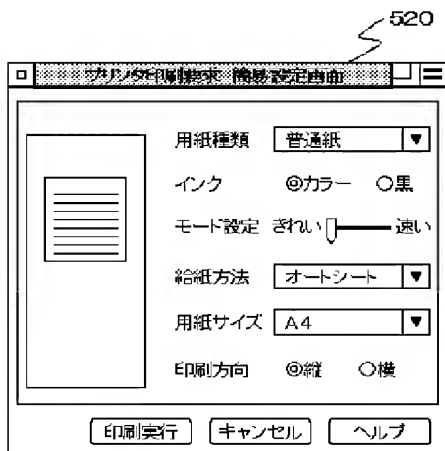 520
プリンタ印刷要求 簡易設定画面
用紙種類 普通紙 ▼
インク ◎カラー ○黒
モード設定 きれい 速い
給紙方法 オートシート ▼
用紙サイズ A4 ▼
印刷方向 ◎縦 ○横
印刷実行 キャンセル ヘルプ